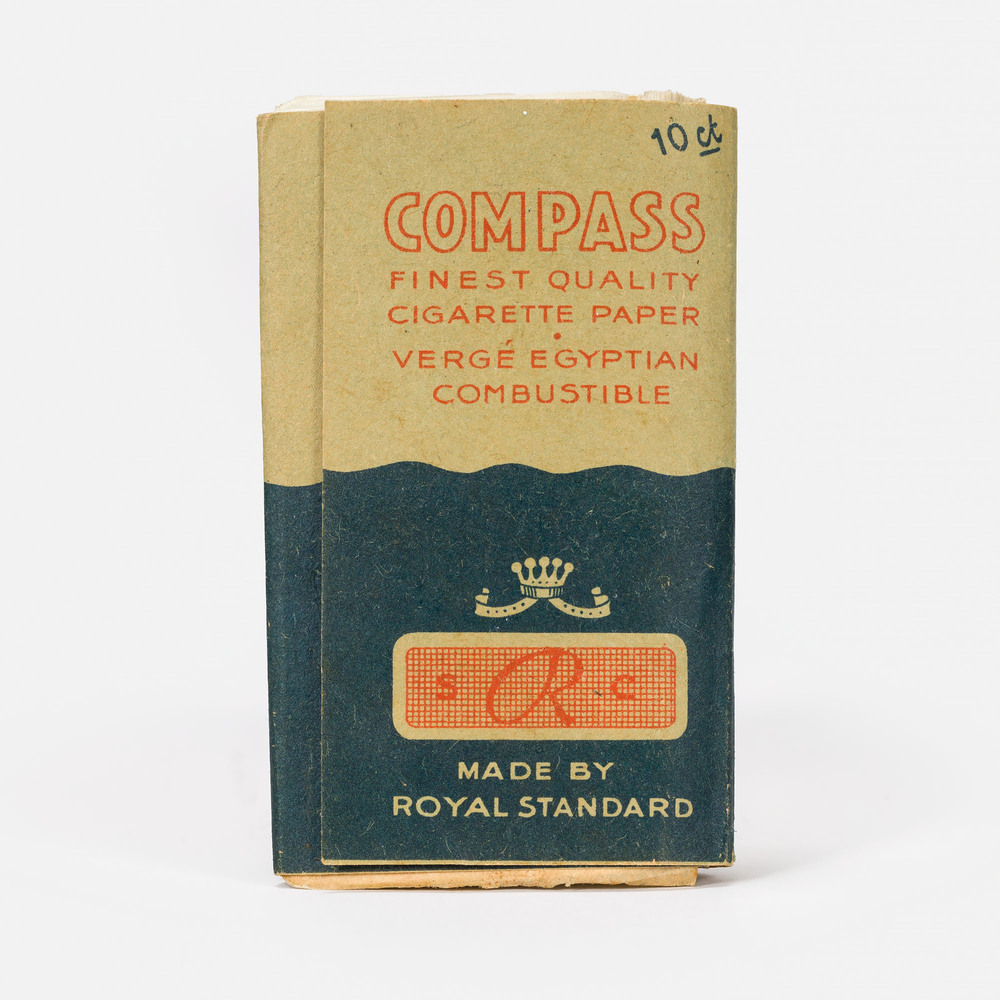 10 ct
COMPASS
FINEST QUALITY
CIGARETTE PAPER
VERGÉ EGYPTIAN
COMBUSTIBLE
S R C
MADE BY
ROYAL STANDARD